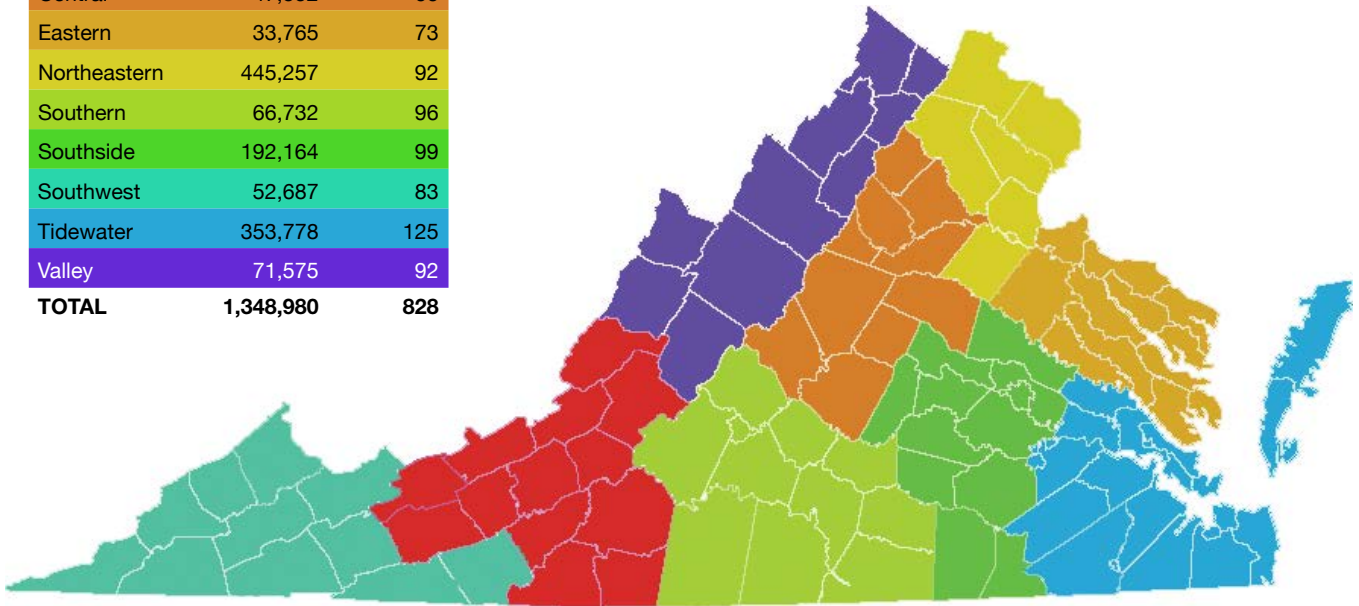 Central
Eastern 33,765 73
Northeastern 445,257 92
Southern 66,732 96
Southside 192,164 99
Southwest 52,687 83
Tidewater 353,778 125
Valley 71,575 92
TOTAL 1,348,980 828